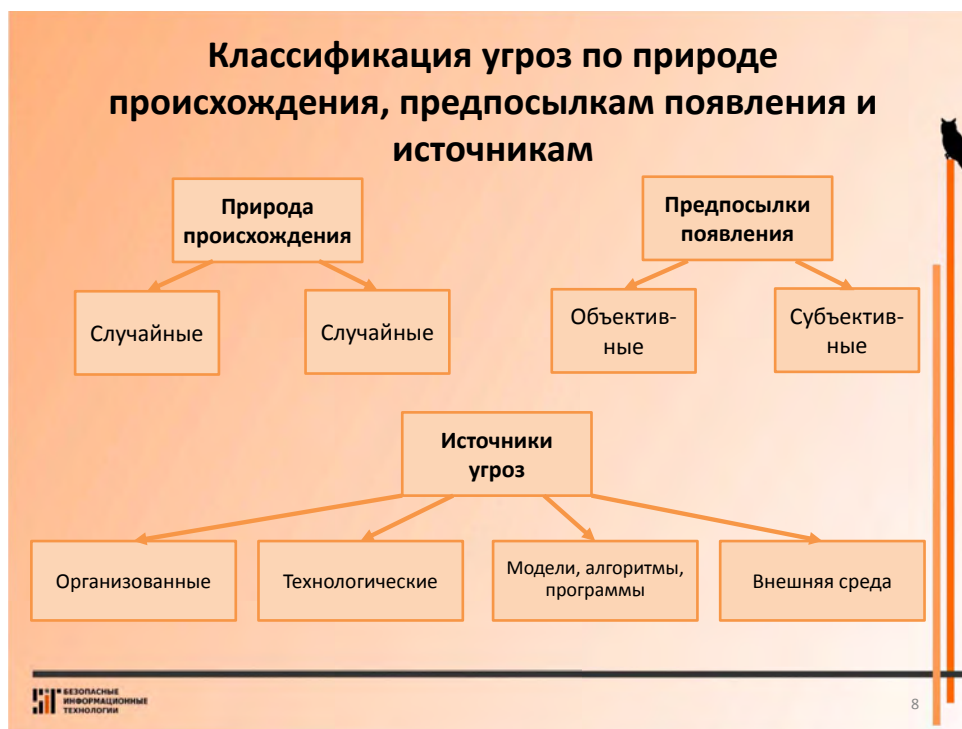 Классификация угроз по природе
происхождения, предпосылкам появления и
источникам
Природа
происхождения
Предпосылки
появления
Случайные
Случайные
Объектив-
ные
Субъектив-
ные
Источники
угроз
Организованные
Технологические
Модели, алгоритмы,
программы
Внешняя среда
БЕЗОПАСНЫЕ
ИНФОРМАЦИОННЫЕ
ТЕХНОЛОГИИ
8